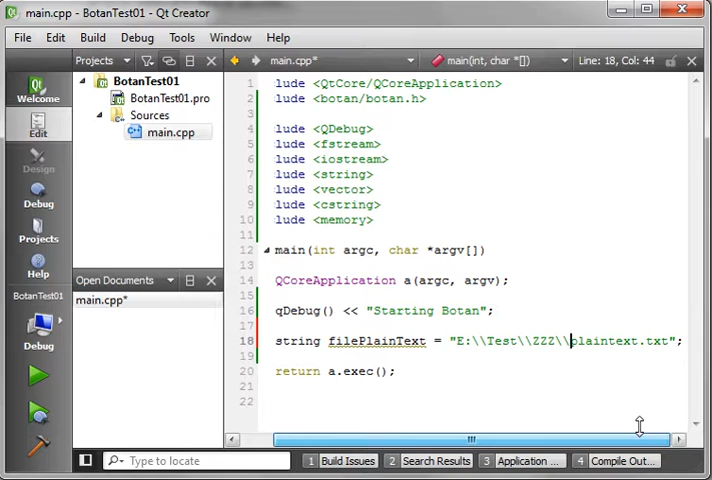 main.cpp - BotanTest01 - Qt Creator
File Edit Build Debug Tools Window Help
Projects main.cpp* main(int, char *[]) Line: 18, Col: 44
Welcome
Edit
Design
Debug
Projects
Help
BotanTest01
Debug
BotanTest01
BotanTest01.pro
Sources
main.cpp
Open Documents
main.cpp*
1 lude <QtCore/QCoreApplication>
2 lude <botan/botan.h>
3
4 lude <QDebug>
5 lude <fstream>
6 lude <iostream>
7 lude <string>
8 lude <vector>
9 lude <cstring>
10 lude <memory>
11
12 main(int argc, char *argv[])
13
14 QCoreApplication a(argc, argv);
15
16 qDebug() << "Starting Botan";
17
18 string filePlainText = "E:\\Test\\ZZZ\\plaintext.txt";
19
20 return a.exec();
21
22
Type to locate 1 Build Issues 2 Search Results 3 Application ... 4 Compile Out...